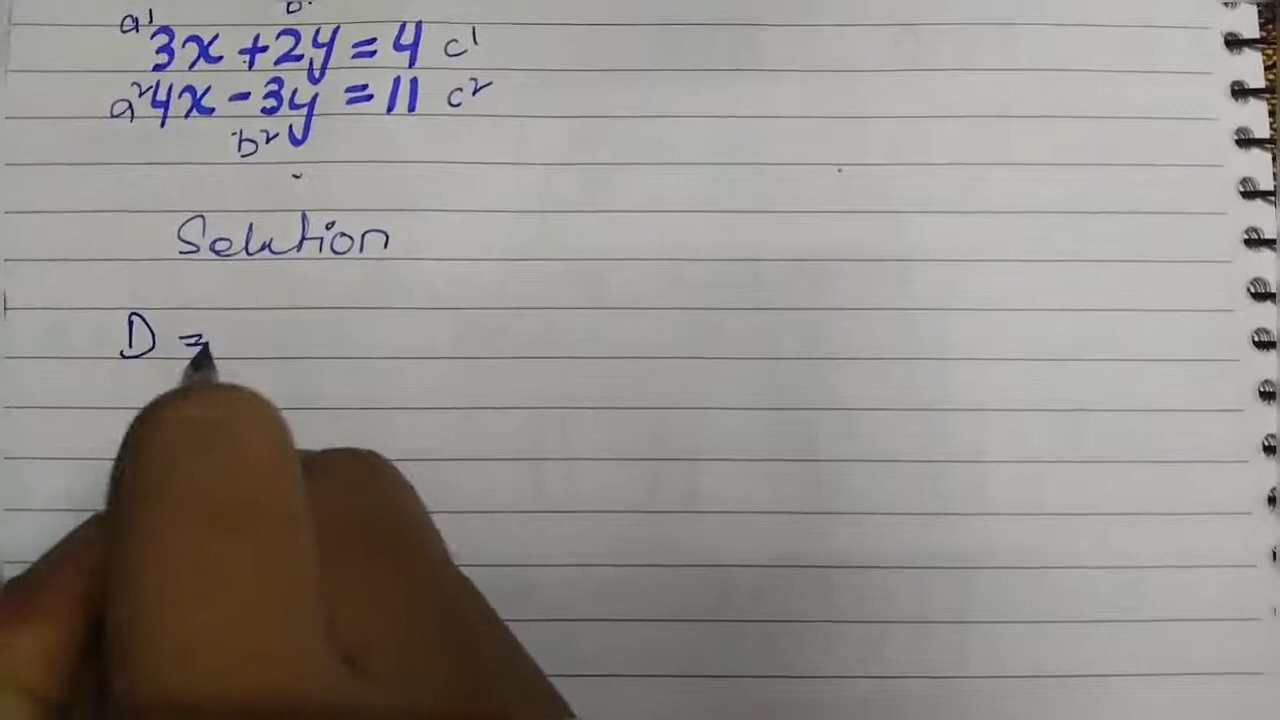 a1
3x + 2y = 4 c1
a2 4x - 3y = 11 c2
b2
Solution
D =